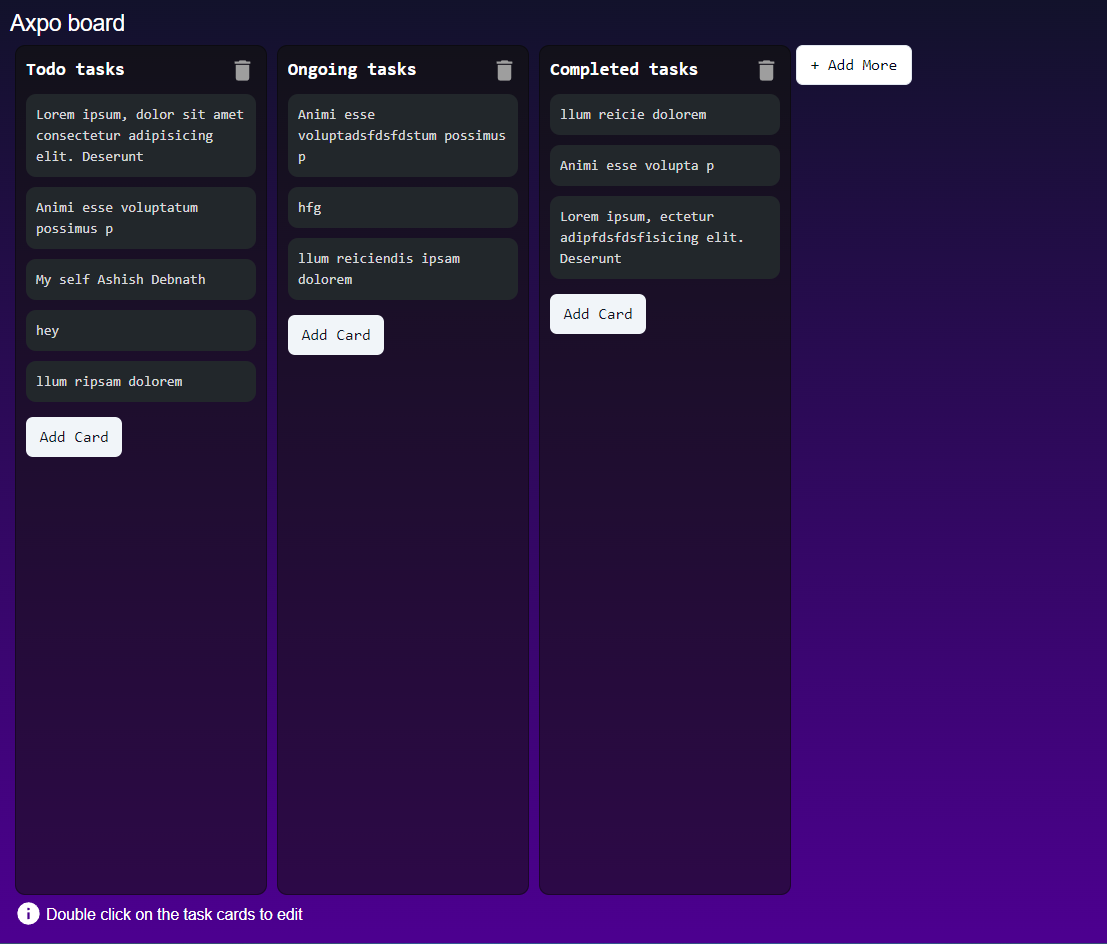 Axpo board
Todo tasks
Lorem ipsum, dolor sit amet
consectetur adipisicing
elit. Deserunt
Animi esse voluptatum
possimus p
My self Ashish Debnath
hey
llum ripsam dolorem
Add Card
Ongoing tasks
Animi esse
voluptadsfdsfdstum possimus
p
hfg
llum reiciendis ipsam
dolorem
Add Card
Completed tasks
llum reicie dolorem
Animi esse volupta p
Lorem ipsum, ectetur
adipfdsfdsfisicing elit.
Deserunt
Add Card
+ Add More
Double click on the task cards to edit